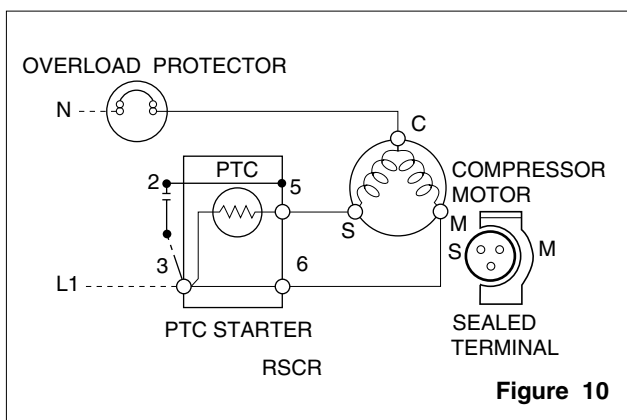 OVERLOAD PROTECTOR
N
C
2
PTC
5
COMPRESSOR
MOTOR
S
M
S
M
3
6
L1
PTC STARTER
SEALED
TERMINAL
RSCR
Figure 10